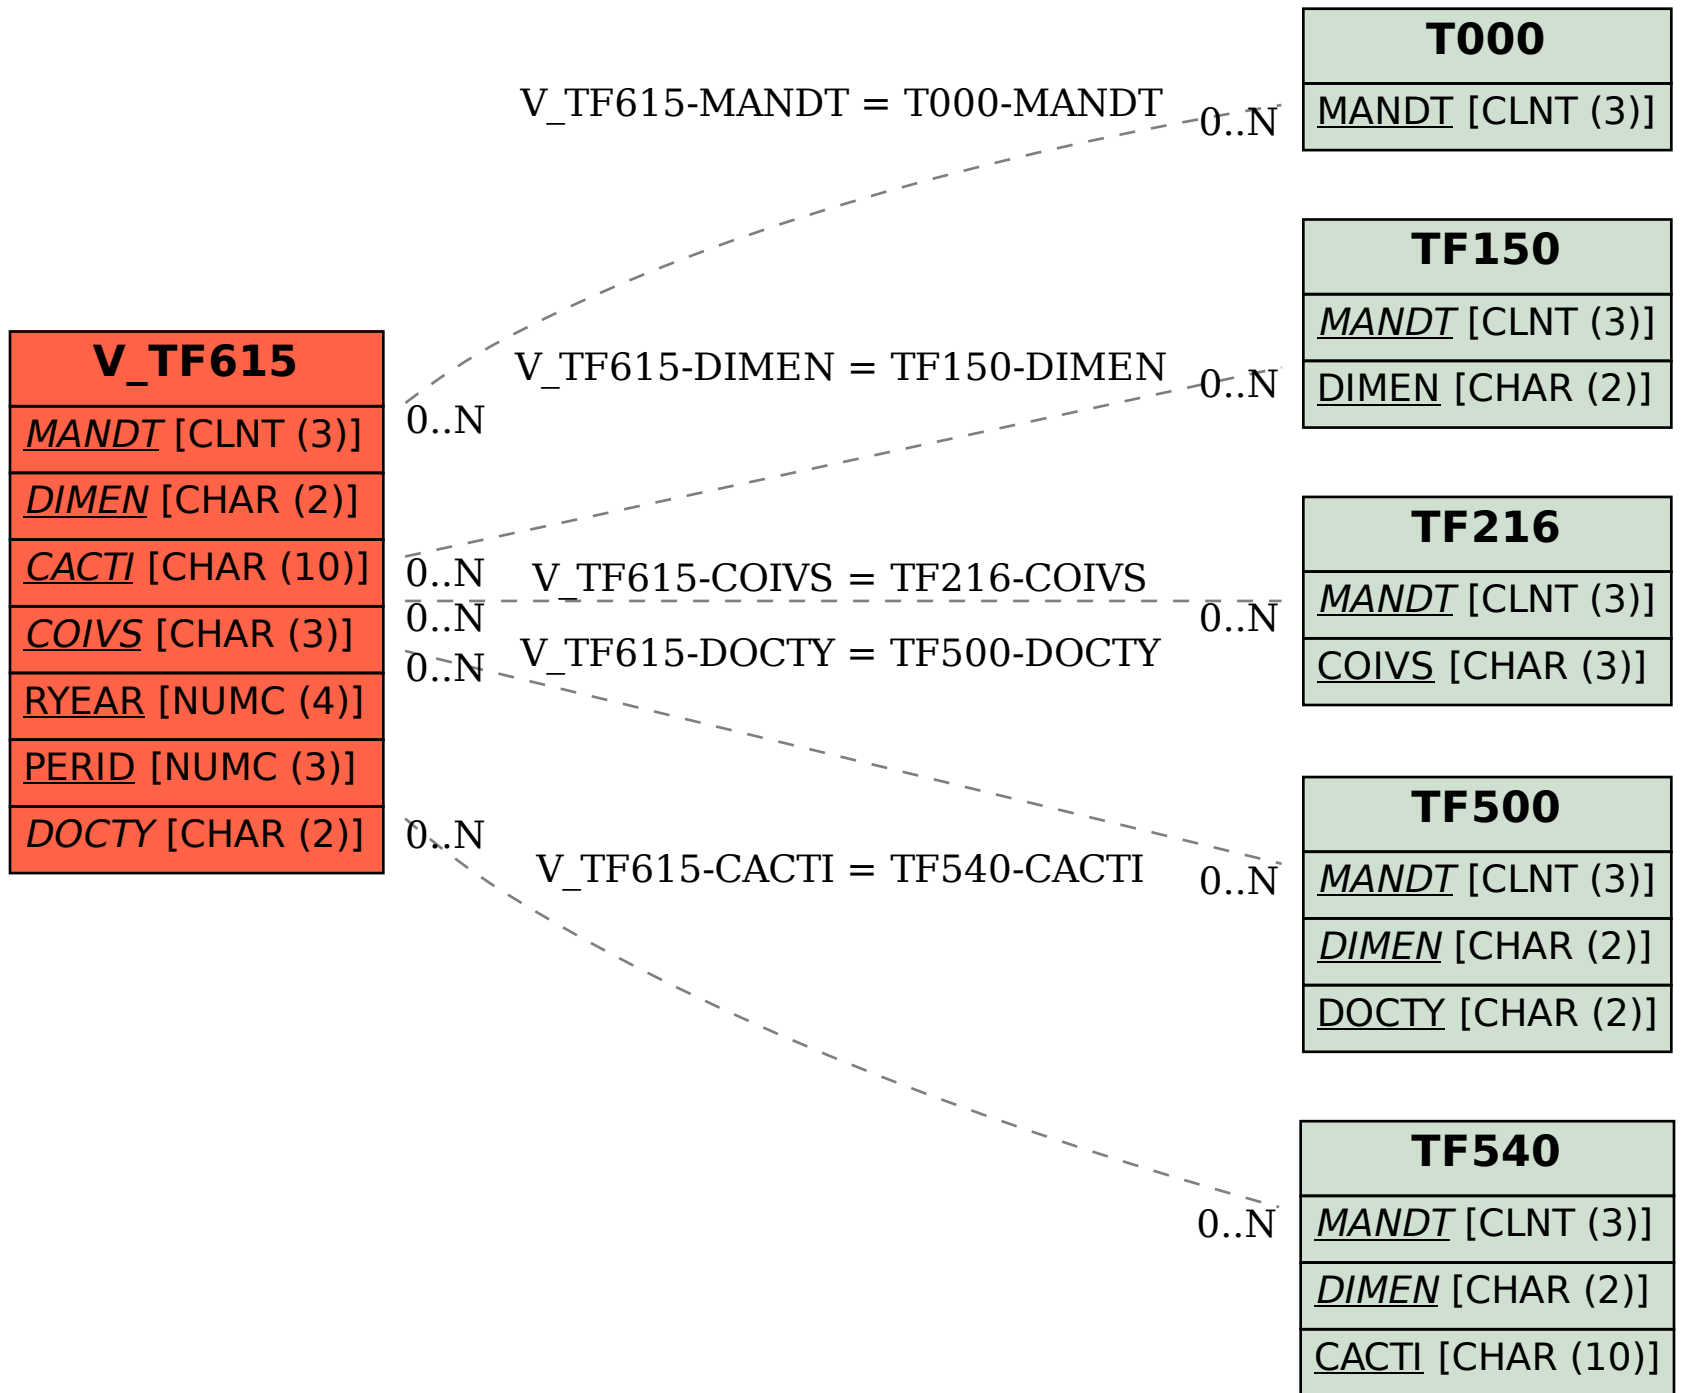 V_TF615
MANDT [CLNT (3)]
DIMEN [CHAR (2)]
CACTI [CHAR (10)]
COIVS [CHAR (3)]
RYEAR [NUMC (4)]
PERID [NUMC (3)]
DOCTY [CHAR (2)]
V_TF615-MANDT = T000-MANDT
0..N
0..N
V_TF615-DIMEN = TF150-DIMEN
0..N
0..N
V_TF615-COIVS = TF216-COIVS
0..N
0..N
V_TF615-DOCTY = TF500-DOCTY
0..N
0..N
V_TF615-CACTI = TF540-CACTI
0..N
0..N
T000
MANDT [CLNT (3)]
TF150
MANDT [CLNT (3)]
DIMEN [CHAR (2)]
TF216
MANDT [CLNT (3)]
COIVS [CHAR (3)]
TF500
MANDT [CLNT (3)]
DIMEN [CHAR (2)]
DOCTY [CHAR (2)]
TF540
MANDT [CLNT (3)]
DIMEN [CHAR (2)]
CACTI [CHAR (10)]